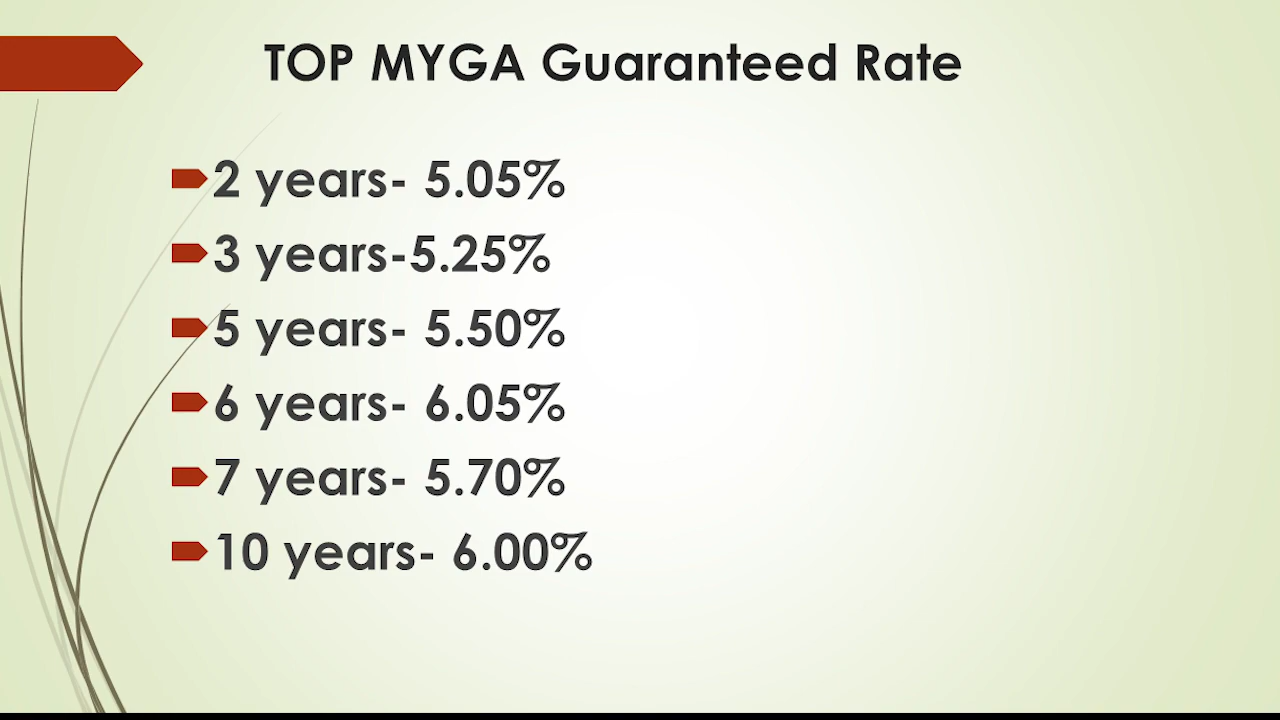 TOP MYGA Guaranteed Rate
2 years- 5.05%
3 years-5.25%
5 years- 5.50%
6 years- 6.05%
7 years- 5.70%
10 years- 6.00%